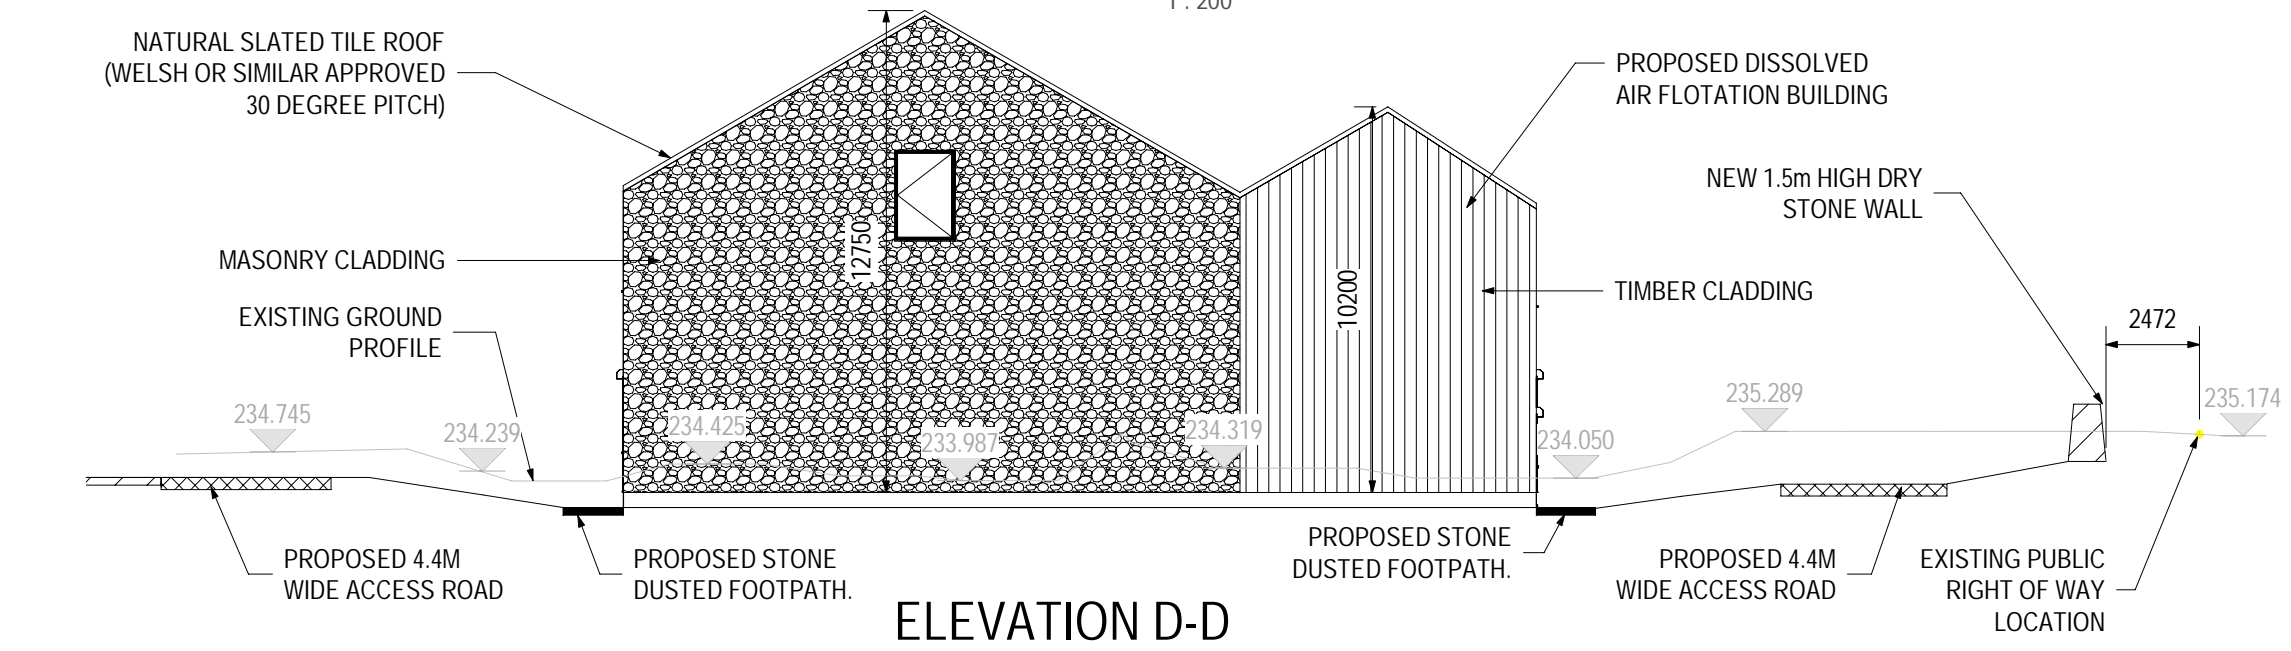 1 : 200
NATURAL SLATED TILE ROOF
(WELSH OR SIMILAR APPROVED
30 DEGREE PITCH)
PROPOSED DISSOLVED
AIR FLOTATION BUILDING
NEW 1.5m HIGH DRY
STONE WALL
MASONRY CLADDING
12750
10200
TIMBER CLADDING
EXISTING GROUND
PROFILE
2472
234.745
234.239
234.425
233.987
234.319
234.050
235.289
235.174
PROPOSED 4.4M
WIDE ACCESS ROAD
PROPOSED STONE
DUSTED FOOTPATH.
PROPOSED STONE
DUSTED FOOTPATH.
PROPOSED 4.4M
WIDE ACCESS ROAD
EXISTING PUBLIC
RIGHT OF WAY
LOCATION
ELEVATION D-D